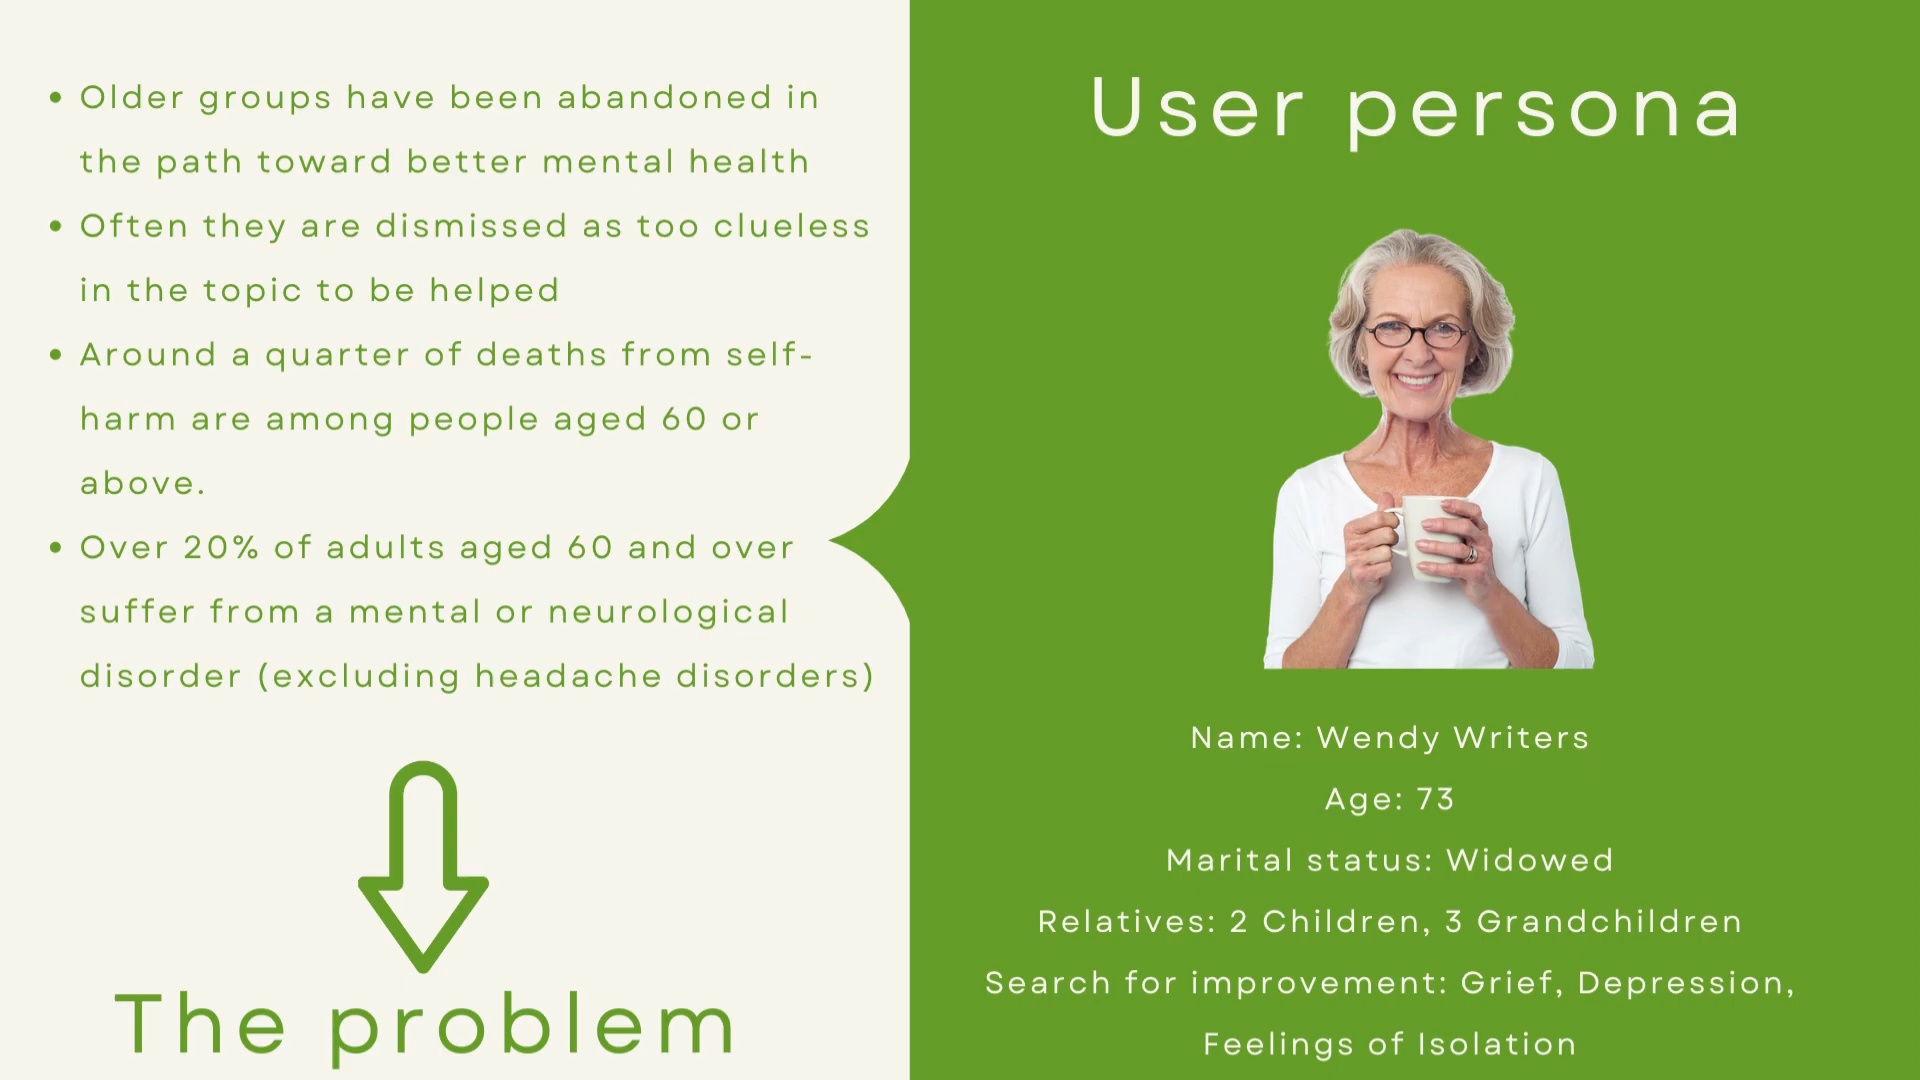 Older groups have been abandoned in
the path toward better mental health
Often they are dismissed as too clueless
in the topic to be helped
Around a quarter of deaths from self-
harm are among people aged 60 or
above.
Over 20% of adults aged 60 and over
suffer from a mental or neurological
disorder (excluding headache disorders)
The problem
User persona
Name: Wendy Writers
Age: 73
Marital status: Widowed
Relatives: 2 Children, 3 Grandchildren
Search for improvement: Grief, Depression,
Feelings of Isolation